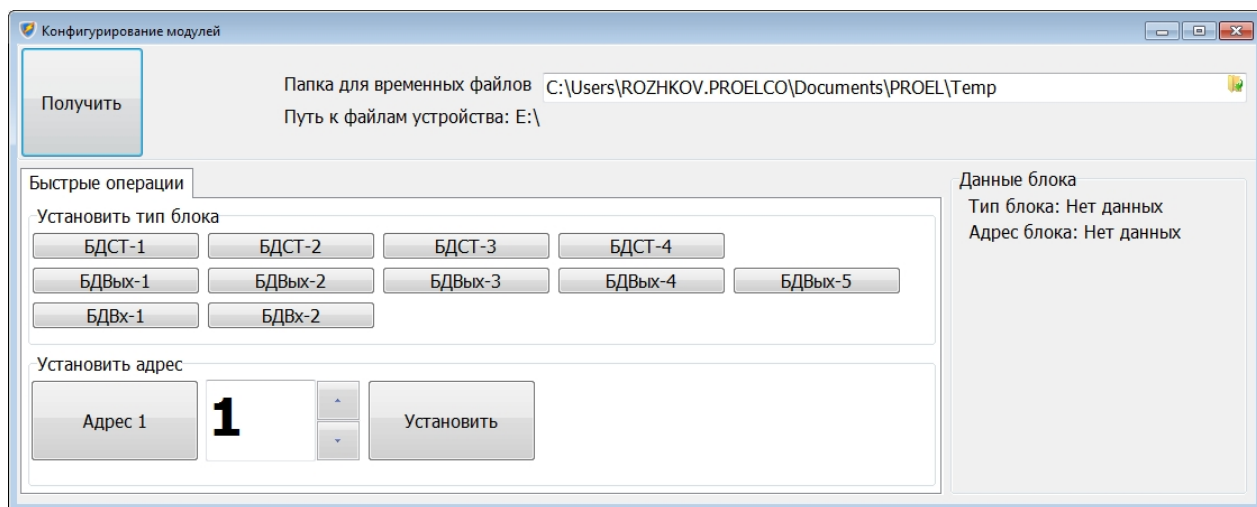 Конфигурирование модулей
Получить
Папка для временных файлов C:\Users\ROZHKOV.PROELCO\Documents\PROEL\Temp
Путь к файлам устройства: E:\
Быстрые операции
Установить тип блока
БДСТ-1 БДСТ-2 БДСТ-3 БДСТ-4
БДВых-1 БДВых-2 БДВых-3 БДВых-4 БДВых-5
БДВх-1 БДВх-2
Установить адрес
Адрес 1 1 Установить
Данные блока
Тип блока: Нет данных
Адрес блока: Нет данных